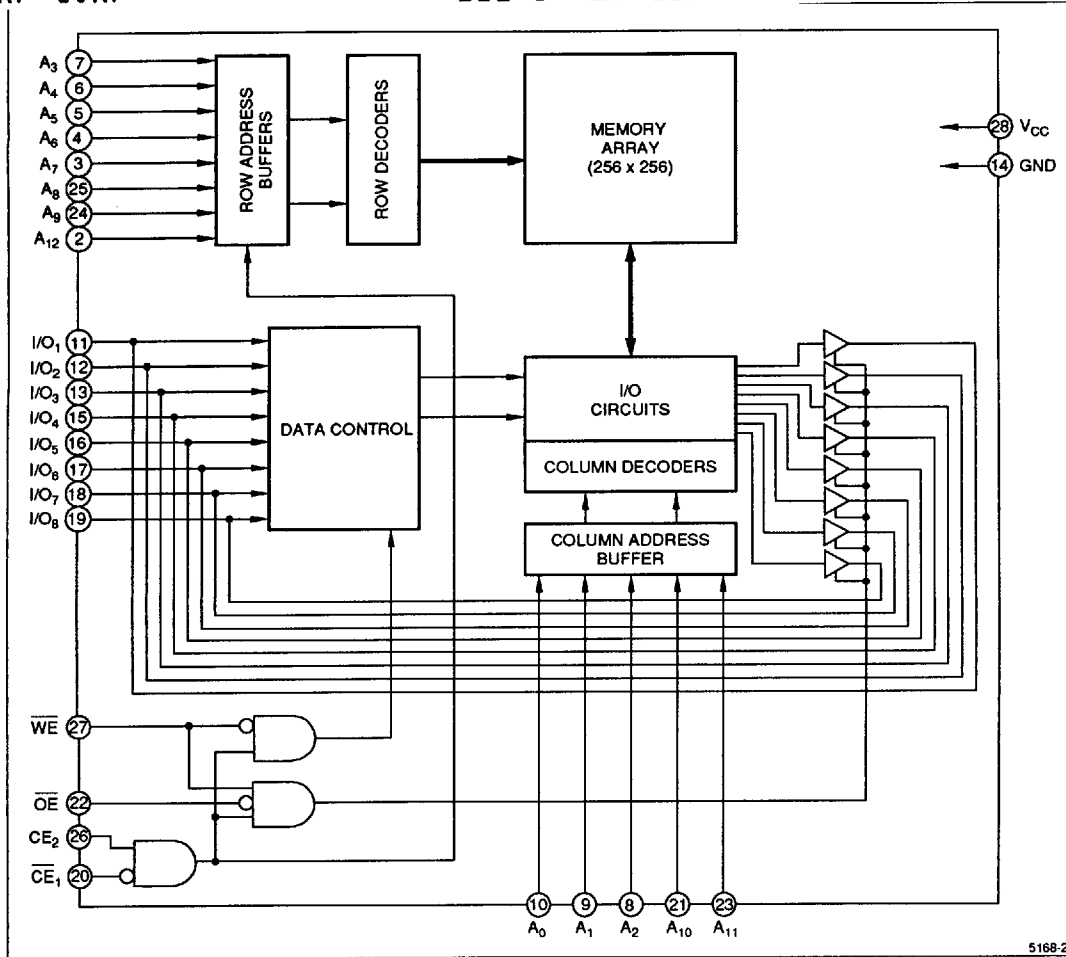 A3 7
A4 6
A5 5
A6 4
A7 3
A8 25
A9 24
A12 2
ROW ADDRESS
BUFFERS
ROW DECODERS
MEMORY
ARRAY
(256 x 256)
28 VCC
14 GND
I/O1 11
I/O2 12
I/O3 13
I/O4 15
I/O5 16
I/O6 17
I/O7 18
I/O8 19
DATA CONTROL
I/O
CIRCUITS
COLUMN DECODERS
COLUMN ADDRESS
BUFFER
W̅E̅ 27
O̅E̅ 22
CE2 26
C̅E̅1 20
10 9 8 21 23
A0 A1 A2 A10 A11
5168-2